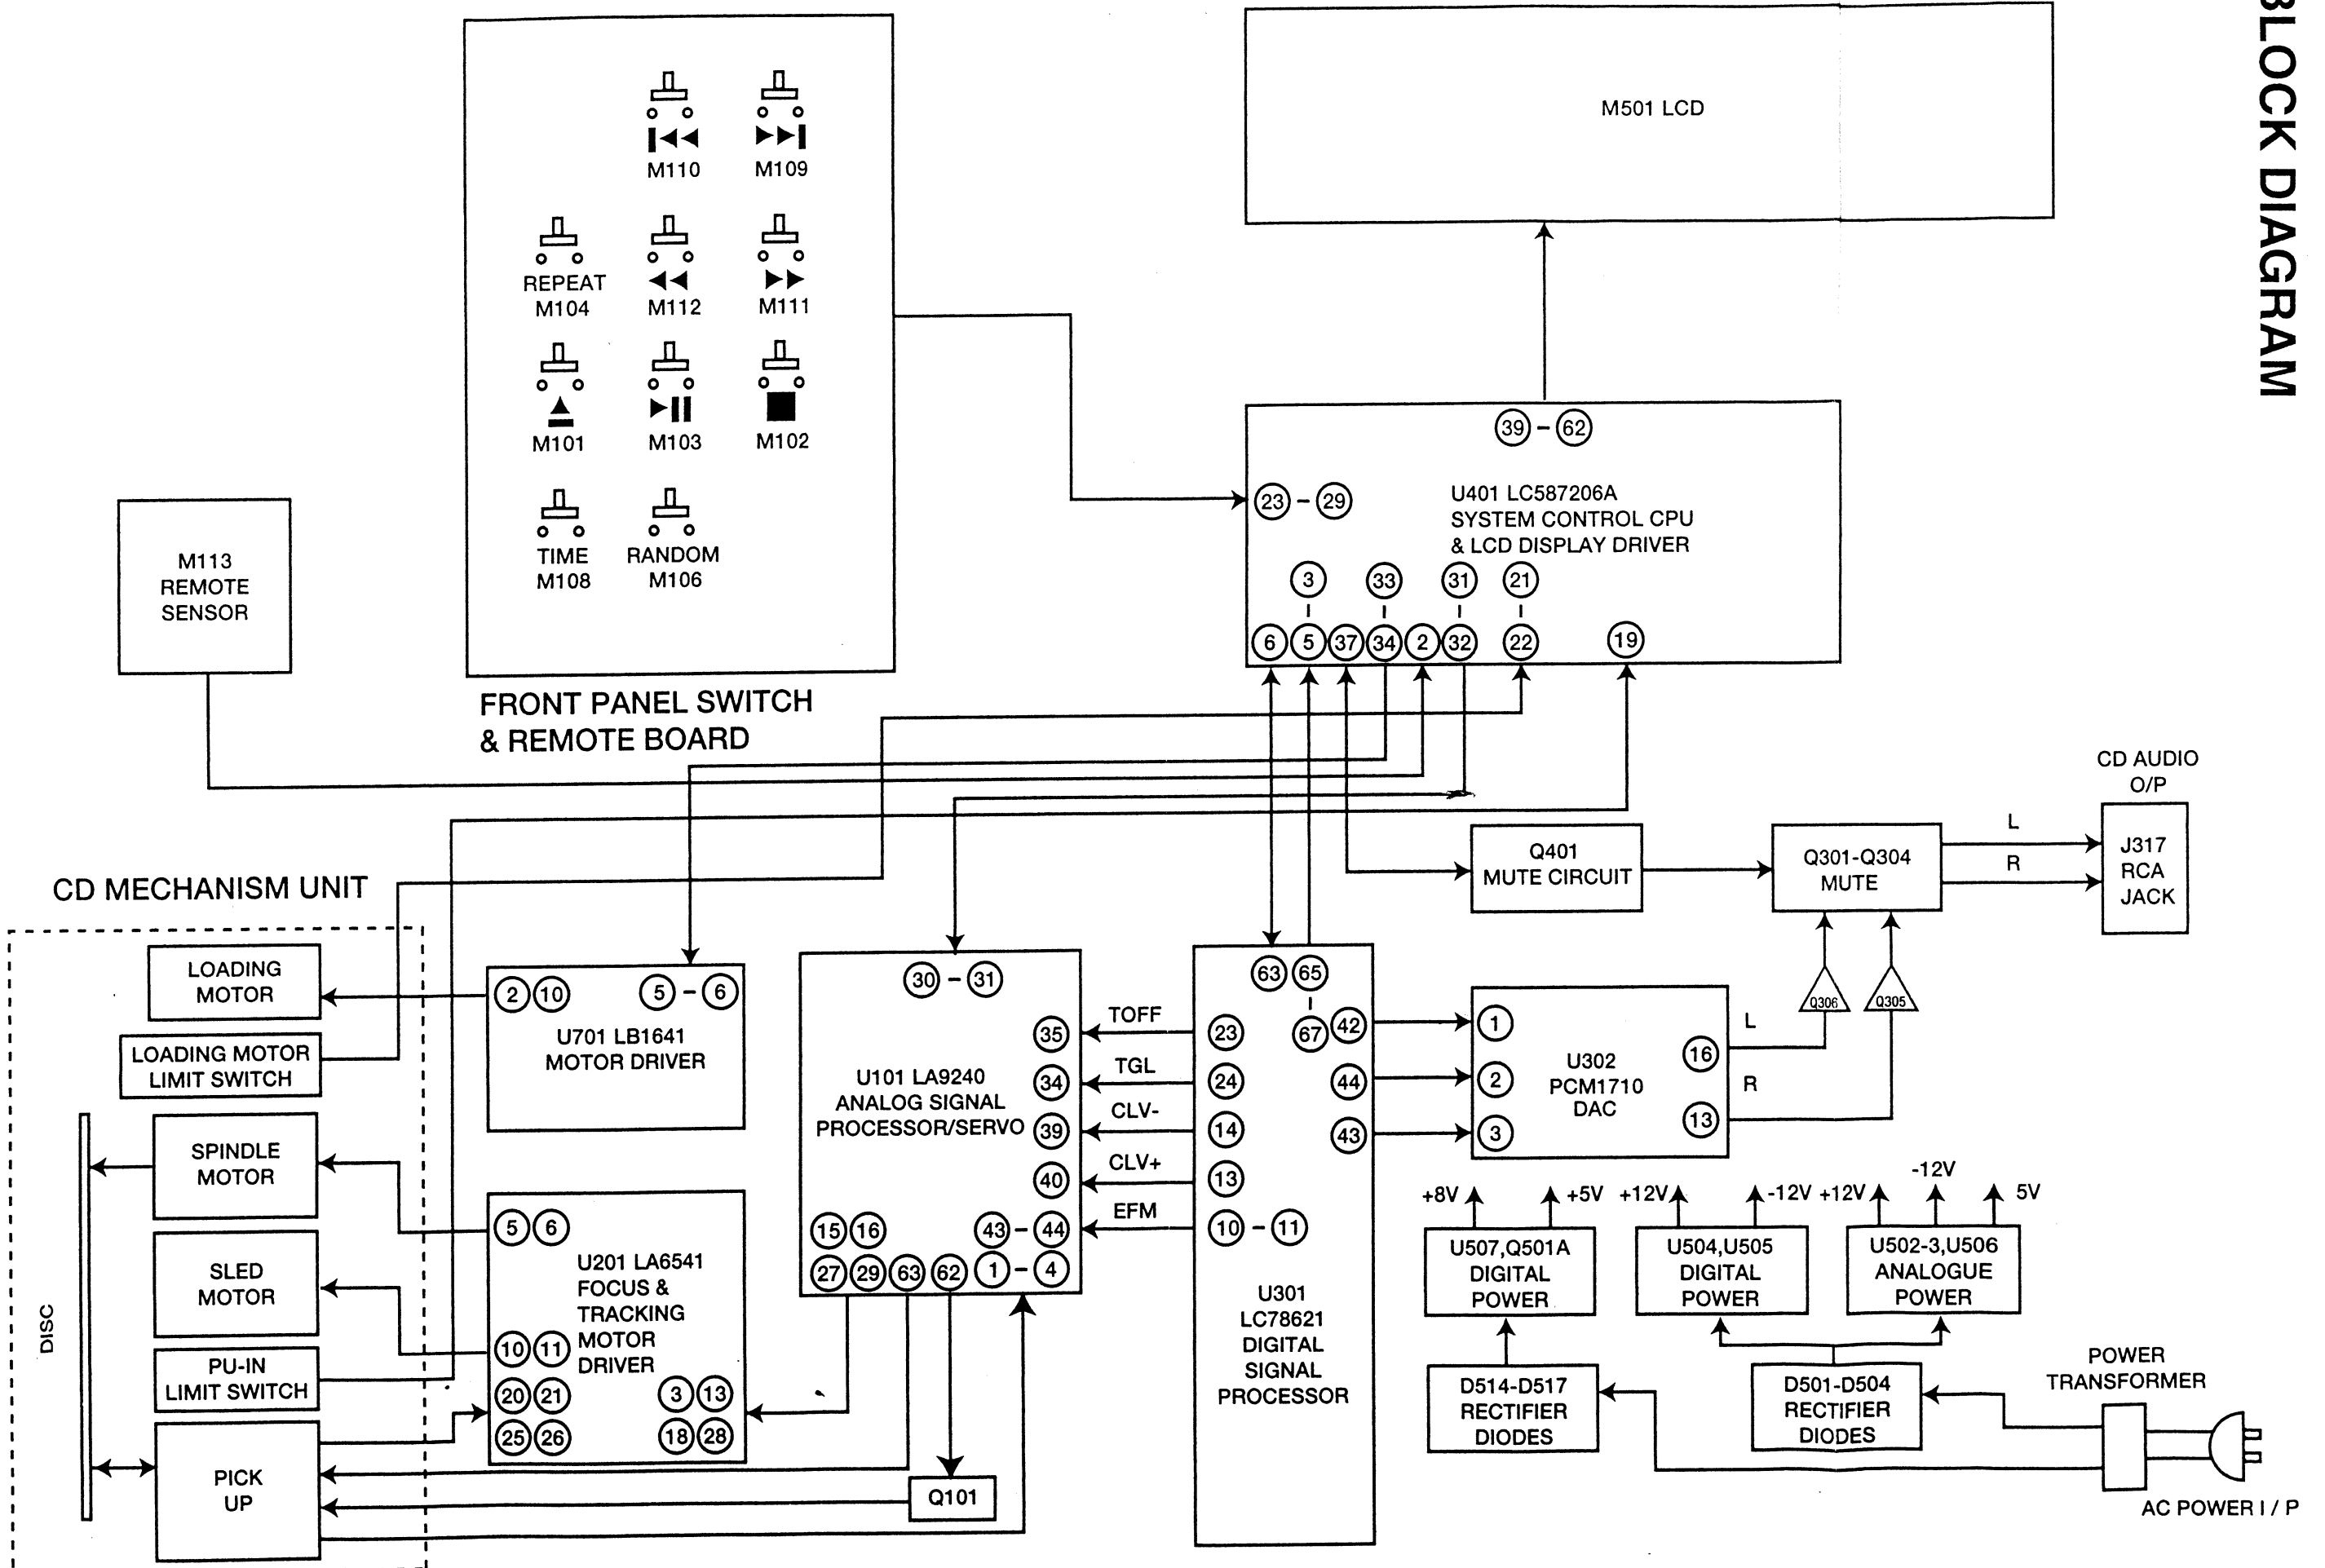 BLOCK DIAGRAM
M501 LCD
M110
M109
REPEAT
M104
M112
M111
M101
M103
M102
TIME
M108
RANDOM
M106
FRONT PANEL SWITCH
& REMOTE BOARD
M113
REMOTE
SENSOR
39 - 62
23 - 29
U401 LC587206A
SYSTEM CONTROL CPU
& LCD DISPLAY DRIVER
3 33 31 21
6 5 37 34 2 32 22 19
CD AUDIO
O/P
J317
RCA
JACK
L
R
Q401
MUTE CIRCUIT
Q301-Q304
MUTE
Q306
Q305
CD MECHANISM UNIT
LOADING
MOTOR
LOADING MOTOR
LIMIT SWITCH
SPINDLE
MOTOR
SLED
MOTOR
PU-IN
LIMIT SWITCH
PICK
UP
DISC
2 10 5 - 6
U701 LB1641
MOTOR DRIVER
5 6
U201 LA6541
FOCUS &
TRACKING
MOTOR
DRIVER
10 11
20 21 3 13
25 26 18 28
30 - 31
35
34
U101 LA9240
ANALOG SIGNAL
PROCESSOR/SERVO
39
40
15 16 43 - 44
27 29 63 62 1 - 4
Q101
TOFF
TGL
CLV-
CLV+
EFM
63 65
67 42
23
24 44
14 43
13
10 - 11
U301
LC78621
DIGITAL
SIGNAL
PROCESSOR
1
2
3
U302
PCM1710
DAC
16
13
L
R
+8V
+5V
+12V
-12V
+12V
-12V
5V
U507,Q501A
DIGITAL
POWER
U504,U505
DIGITAL
POWER
U502-3,U506
ANALOGUE
POWER
D514-D517
RECTIFIER
DIODES
D501-D504
RECTIFIER
DIODES
POWER
TRANSFORMER
AC POWER I / P